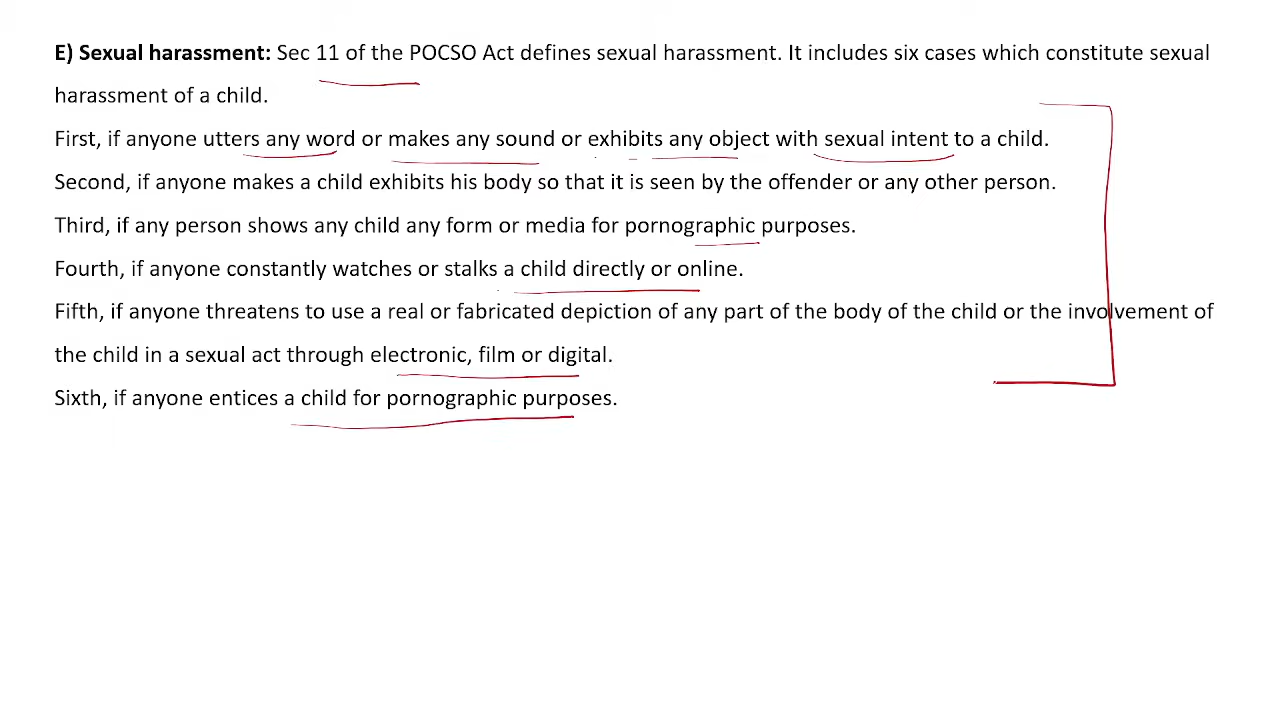 E) Sexual harassment: Sec 11 of the POCSO Act defines sexual harassment. It includes six cases which constitute sexual
harassment of a child.
First, if anyone utters any word or makes any sound or exhibits any object with sexual intent to a child.
Second, if anyone makes a child exhibits his body so that it is seen by the offender or any other person.
Third, if any person shows any child any form or media for pornographic purposes.
Fourth, if anyone constantly watches or stalks a child directly or online.
Fifth, if anyone threatens to use a real or fabricated depiction of any part of the body of the child or the involvement of
the child in a sexual act through electronic, film or digital.
Sixth, if anyone entices a child for pornographic purposes.